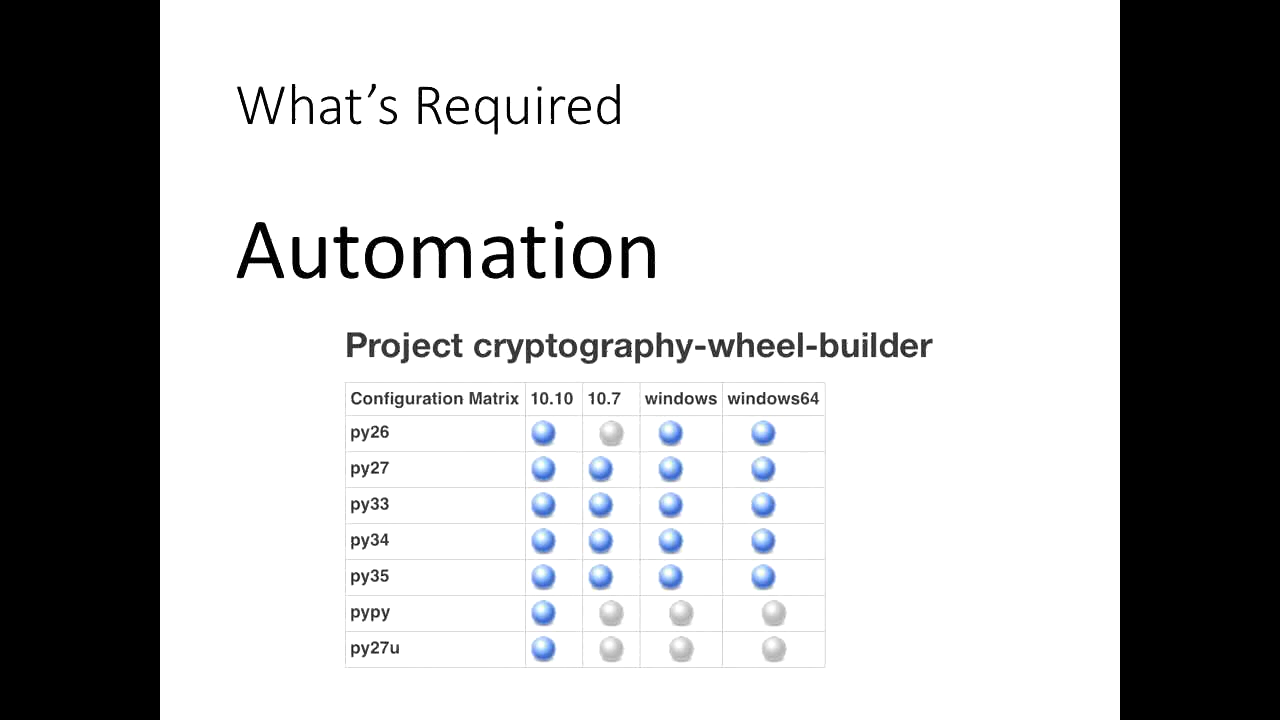 What's Required
Automation
Project cryptography-wheel-builder
Configuration Matrix 10.10 10.7 windows windows64
py26
py27
py33
py34
py35
pypy
py27u